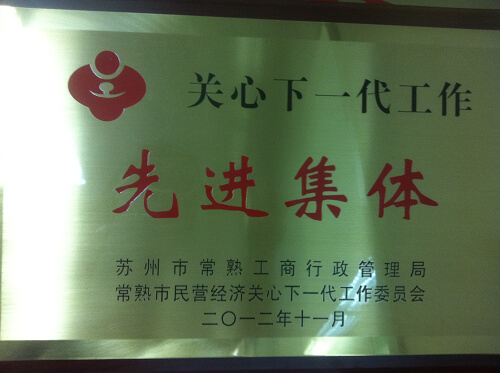 关心下一代工作
先进集体
苏州市常熟工商行政管理局
常熟市民营经济关心下一代工作委员会
二〇一二年十一月